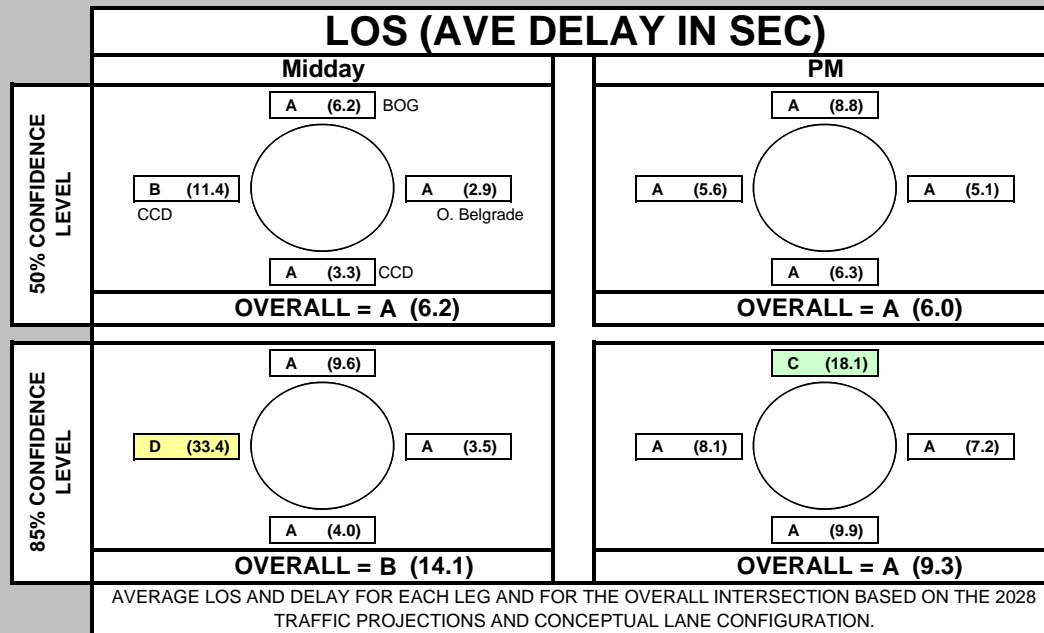 LOS (AVE DELAY IN SEC)
Midday
PM
50% CONFIDENCE
LEVEL
A (6.2) BOG
B (11.4)
CCD
A (2.9)
O. Belgrade
A (3.3) CCD
OVERALL = A (6.2)
A (8.8)
A (5.6)
A (5.1)
A (6.3)
OVERALL = A (6.0)
85% CONFIDENCE
LEVEL
A (9.6)
D (33.4)
A (3.5)
A (4.0)
OVERALL = B (14.1)
C (18.1)
A (8.1)
A (7.2)
A (9.9)
OVERALL = A (9.3)
AVERAGE LOS AND DELAY FOR EACH LEG AND FOR THE OVERALL INTERSECTION BASED ON THE 2028
TRAFFIC PROJECTIONS AND CONCEPTUAL LANE CONFIGURATION.